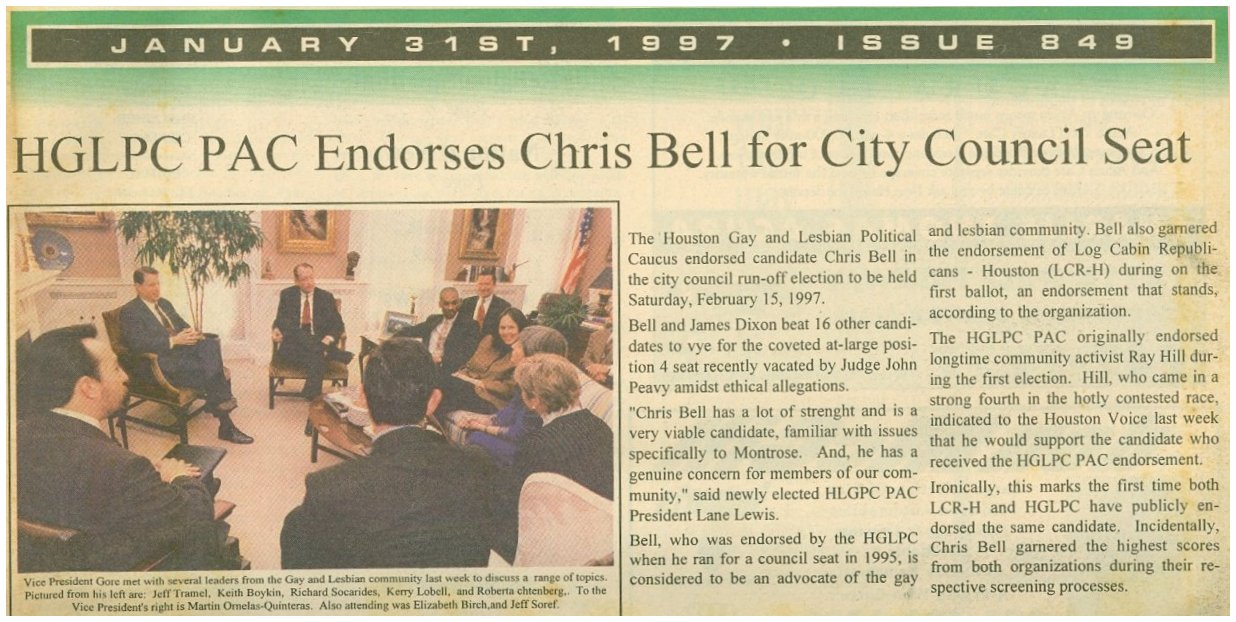 JANUARY 31ST, 1997 • ISSUE 849
HGLPC PAC Endorses Chris Bell for City Council Seat
Vice President Gore met with several leaders from the Gay and Lesbian community last week to discuss a range of topics.
Pictured from his left are: Jeff Tramel, Keith Boykin, Richard Socarides, Kerry Lobell, and Roberta chtenberg,. To the
Vice President's right is Martin Ornelas-Quinteras. Also attending was Elizabeth Birch,and Jeff Soref.
The Houston Gay and Lesbian Political
Caucus endorsed candidate Chris Bell in
the city council run-off election to be held
Saturday, February 15, 1997.
Bell and James Dixon beat 16 other candi-
dates to vye for the coveted at-large posi-
tion 4 seat recently vacated by Judge John
Peavy amidst ethical allegations.
"Chris Bell has a lot of strenght and is a
very viable candidate, familiar with issues
specifically to Montrose. And, he has a
genuine concern for members of our com-
munity," said newly elected HLGPC PAC
President Lane Lewis.
Bell, who was endorsed by the HGLPC
when he ran for a council seat in 1995, is
considered to be an advocate of the gay
and lesbian community. Bell also garnered
the endorsement of Log Cabin Republi-
cans - Houston (LCR-H) during on the
first ballot, an endorsement that stands,
according to the organization.
The HGLPC PAC originally endorsed
longtime community activist Ray Hill dur-
ing the first election. Hill, who came in a
strong fourth in the hotly contested race,
indicated to the Houston Voice last week
that he would support the candidate who
received the HGLPC PAC endorsement.
Ironically, this marks the first time both
LCR-H and HGLPC have publicly en-
dorsed the same candidate. Incidentally,
Chris Bell garnered the highest scores
from both organizations during their re-
spective screening processes.